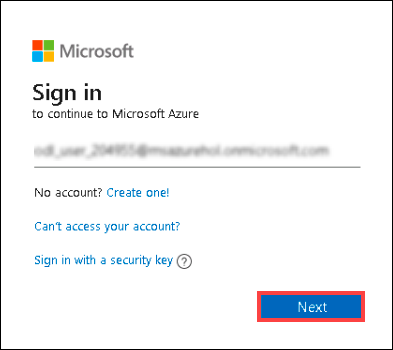 Microsoft
Sign in
to continue to Microsoft Azure
No account? Create one!
Can't access your account?
Sign in with a security key ?
Next